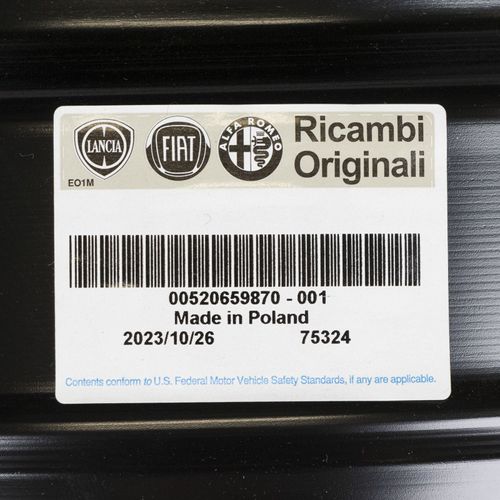 LANCIA
FIAT
ALFA ROMEO
Ricambi
Originali
EO1M
00520659870 - 001
Made in Poland
2023/10/26 75324
Contents conform to U.S. Federal Motor Vehicle Safety Standards, if any are applicable.